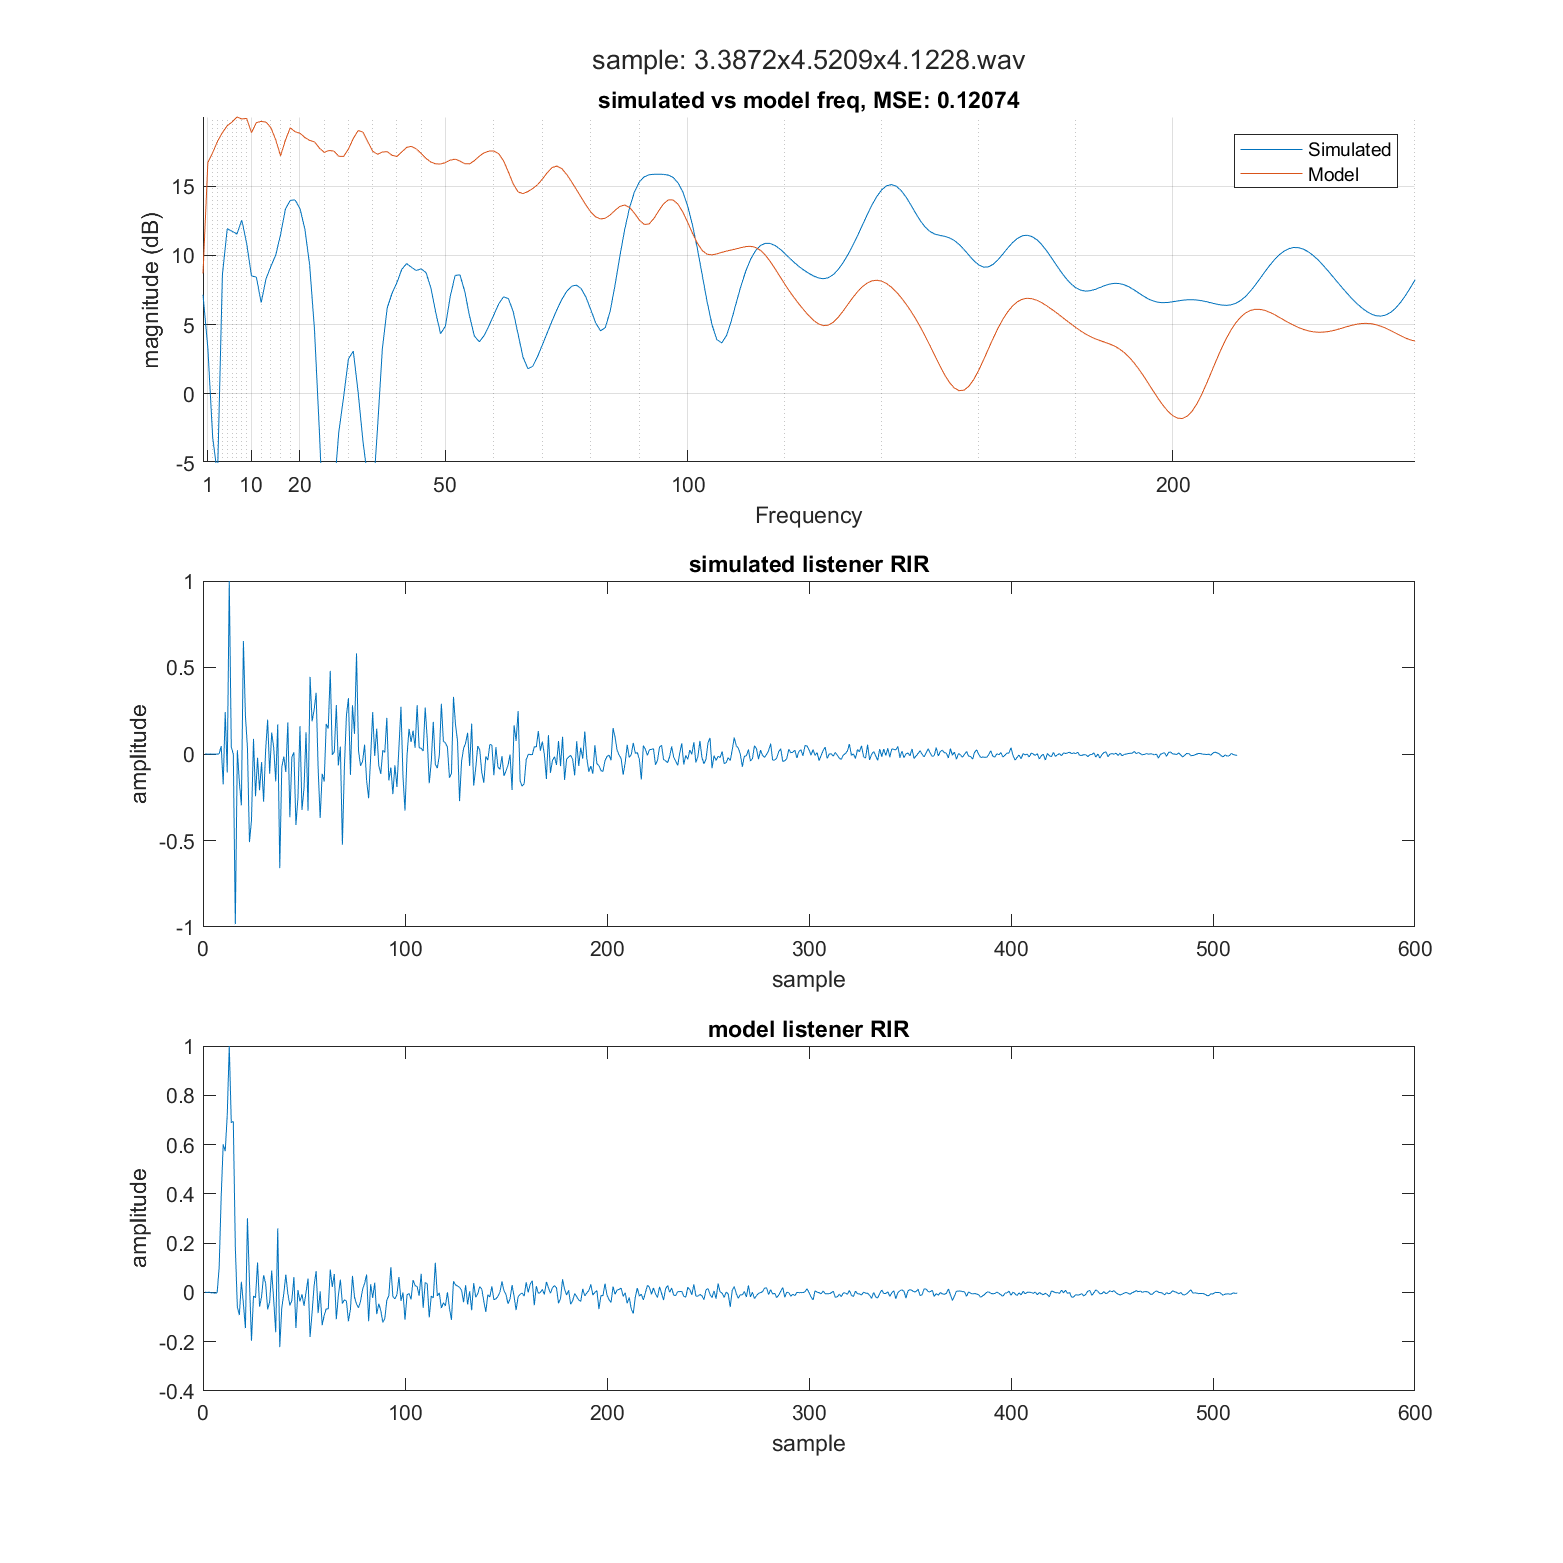 sample: 3.3872x4.5209x4.1228.wav
simulated vs model freq, MSE: 0.12074
Simulated
Model
magnitude (dB)
15
10
5
0
-5
1 10 20 50 100 200
Frequency
simulated listener RIR
amplitude
1
0.5
0
-0.5
-1
0 100 200 300 400 500 600
sample
model listener RIR
amplitude
1
0.8
0.6
0.4
0.2
0
-0.2
-0.4
0 100 200 300 400 500 600
sample